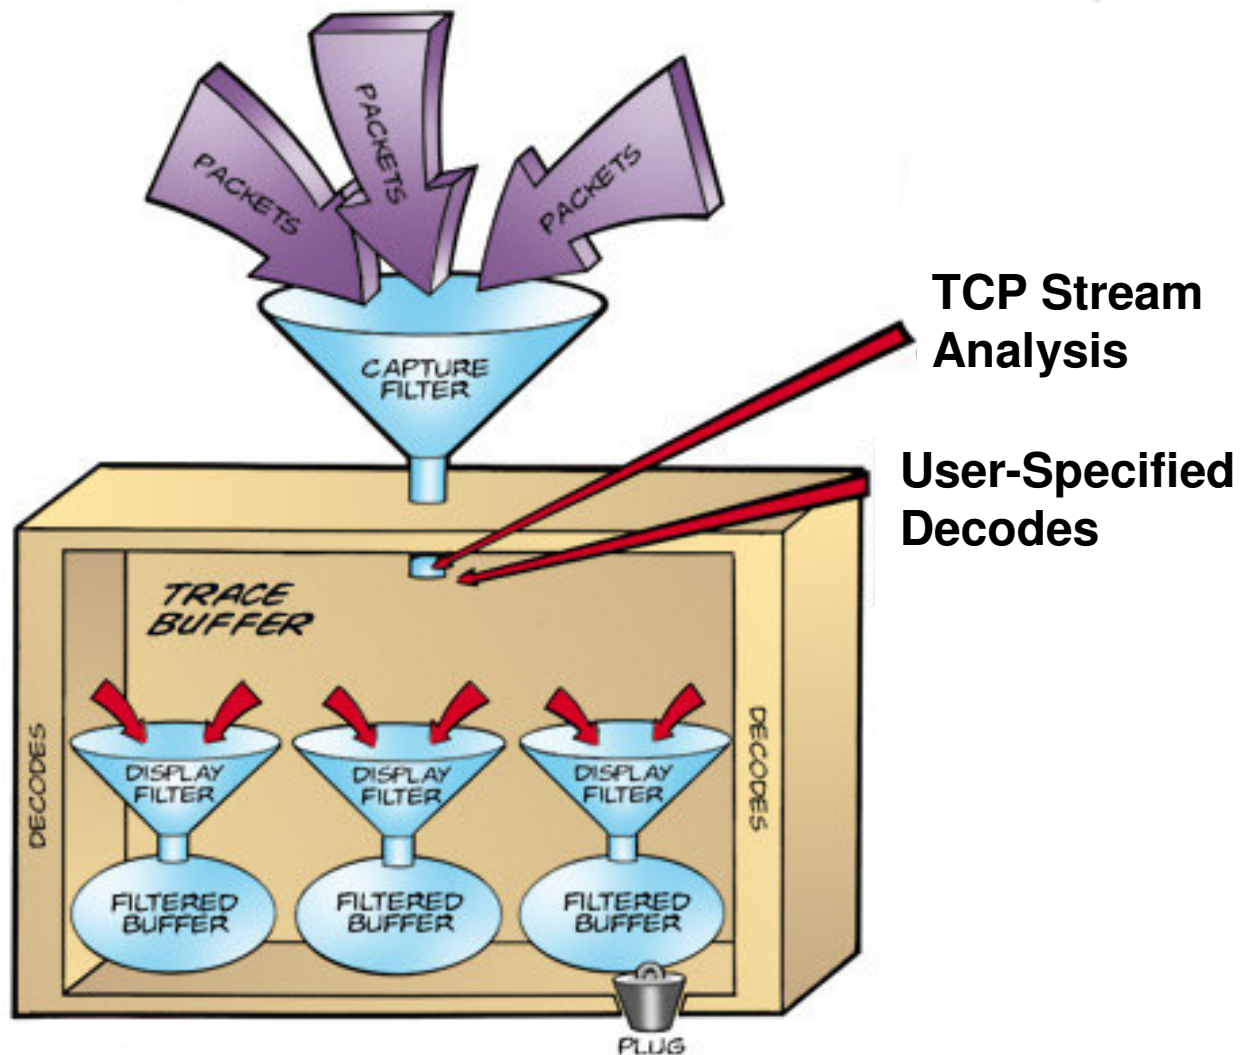 PACKETS
PACKETS
PACKETS
CAPTURE
FILTER
TCP Stream
Analysis
User-Specified
Decodes
TRACE
BUFFER
DECODES
DISPLAY
FILTER
DISPLAY
FILTER
DISPLAY
FILTER
DECODES
FILTERED
BUFFER
FILTERED
BUFFER
FILTERED
BUFFER
PLUG